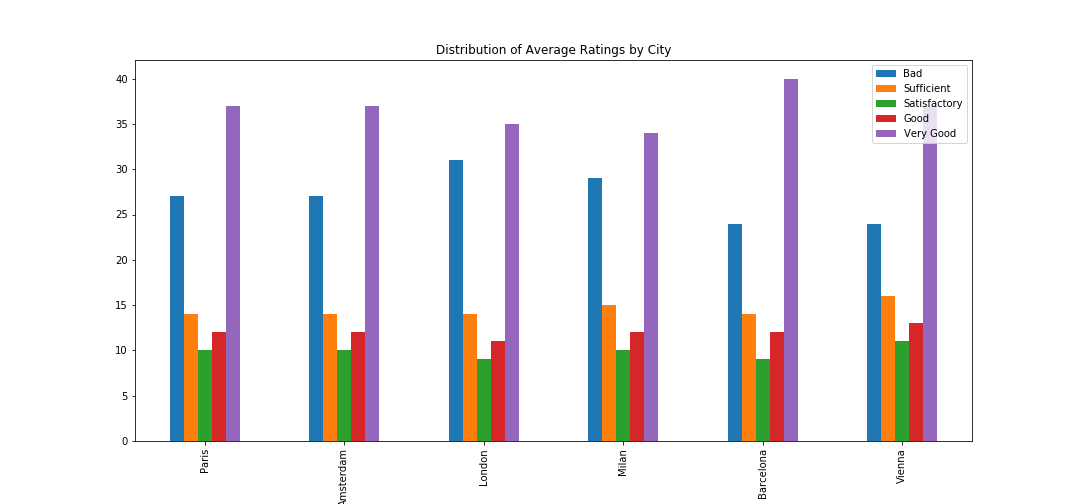 Distribution of Average Ratings by City
40
35
30
25
20
15
10
5
0
Bad
Sufficient
Satisfactory
Good
Very Good
Paris
Amsterdam
London
Milan
Barcelona
Vienna